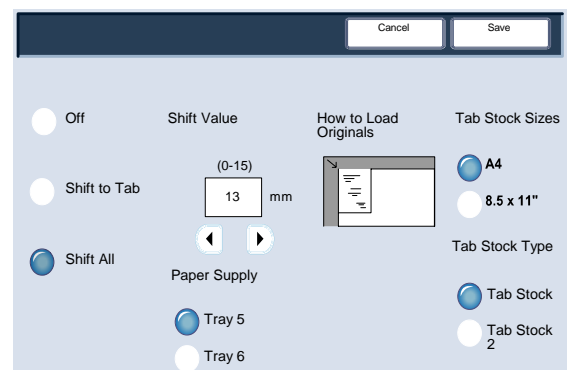 Cancel
Save
Off
Shift to Tab
Shift All
Shift Value
(0-15)
13 mm
Paper Supply
Tray 5
Tray 6
How to Load
Originals
Tab Stock Sizes
A4
8.5 x 11"
Tab Stock Type
Tab Stock
Tab Stock
2